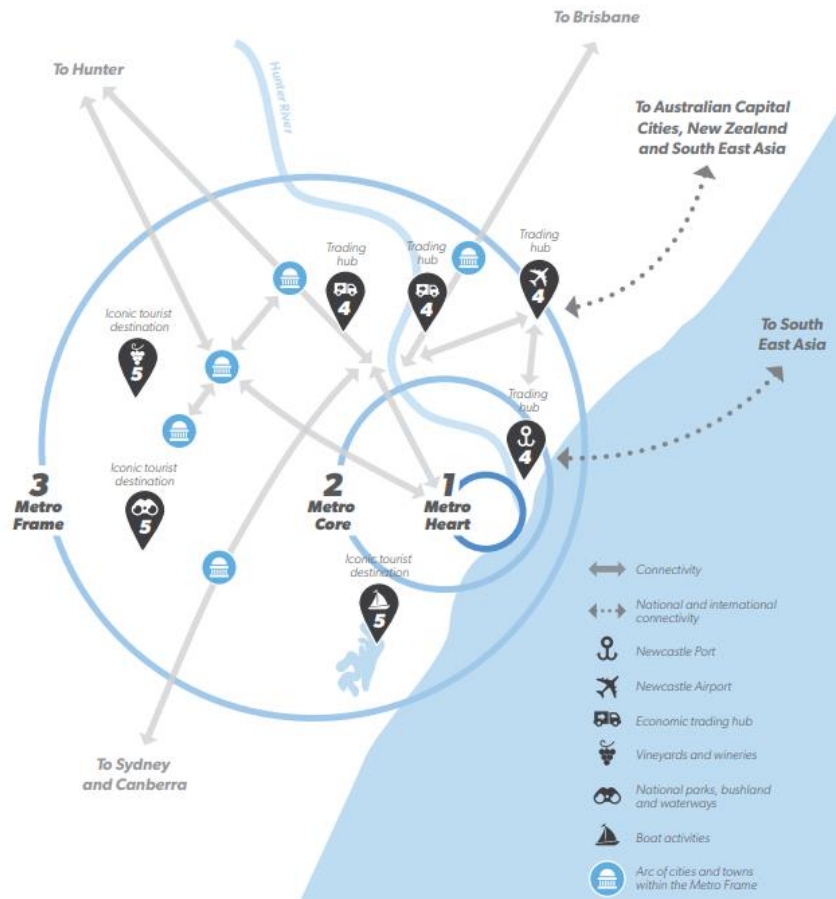 To Brisbane
To Hunter
Hunter River
To Australian Capital
Cities, New Zealand
and South East Asia
Trading
hub
4
Trading
hub
4
Trading
hub
4
Iconic tourist
destination
5
To South
East Asia
Trading
hub
4
Iconic tourist
destination
5
3
Metro
Frame
2
Metro
Core
1
Metro
Heart
Iconic tourist
destination
5
To Sydney
and Canberra
Connectivity
National and international
connectivity
Newcastle Port
Newcastle Airport
Economic trading hub
Vineyards and wineries
National parks, bushland
and waterways
Boat activities
Arc of cities and towns
within the Metro Frame